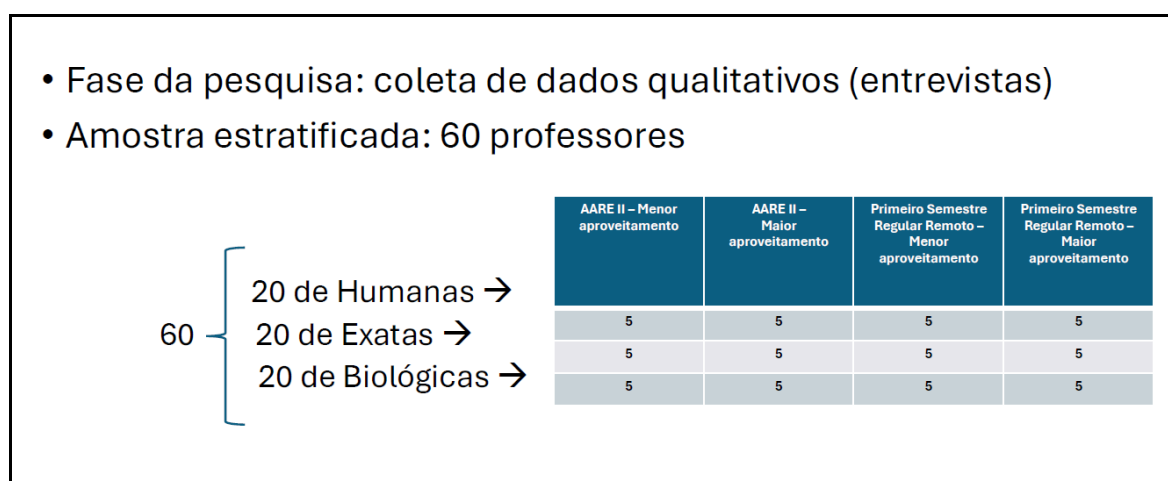 • Fase da pesquisa: coleta de dados qualitativos (entrevistas)
• Amostra estratificada: 60 professores
AARE II – Menor
aproveitamento
AARE II –
Maior
aproveitamento
Primeiro Semestre
Regular Remoto –
Menor
aproveitamento
Primeiro Semestre
Regular Remoto –
Maior
aproveitamento
60
20 de Humanas →
5 5 5 5
20 de Exatas →
5 5 5 5
20 de Biológicas →
5 5 5 5